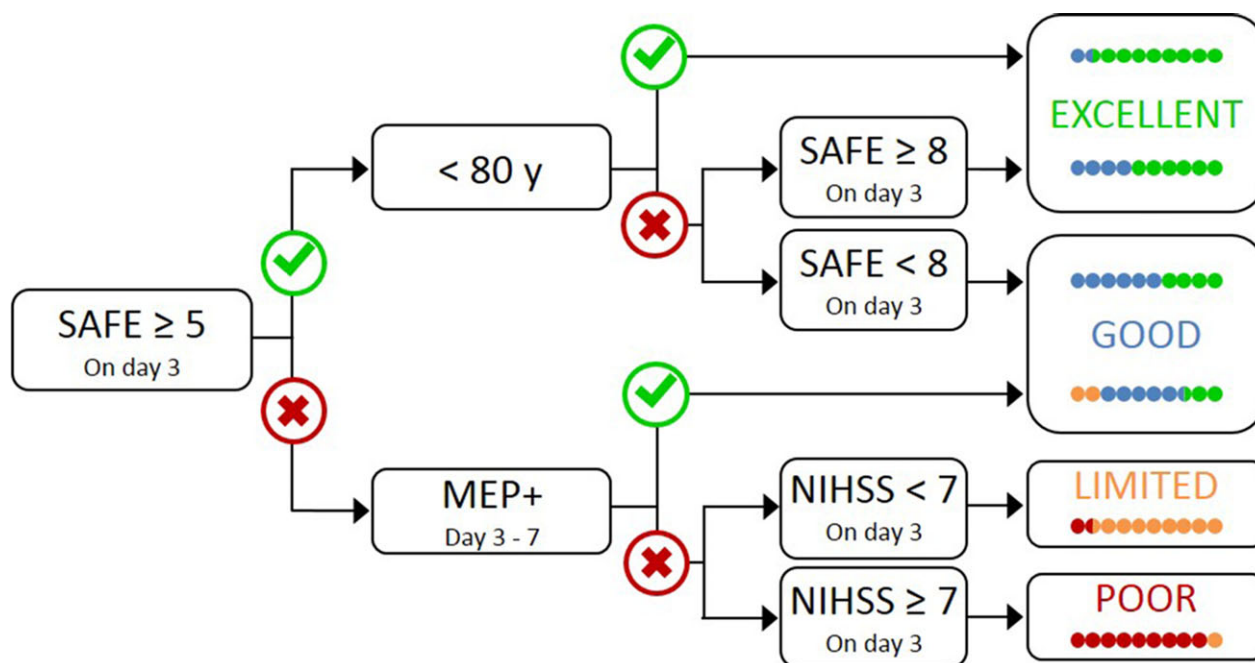 SAFE ≥ 5
On day 3
< 80 y
SAFE ≥ 8
On day 3
SAFE < 8
On day 3
EXCELLENT
GOOD
MEP+
Day 3 - 7
NIHSS < 7
On day 3
NIHSS ≥ 7
On day 3
LIMITED
POOR